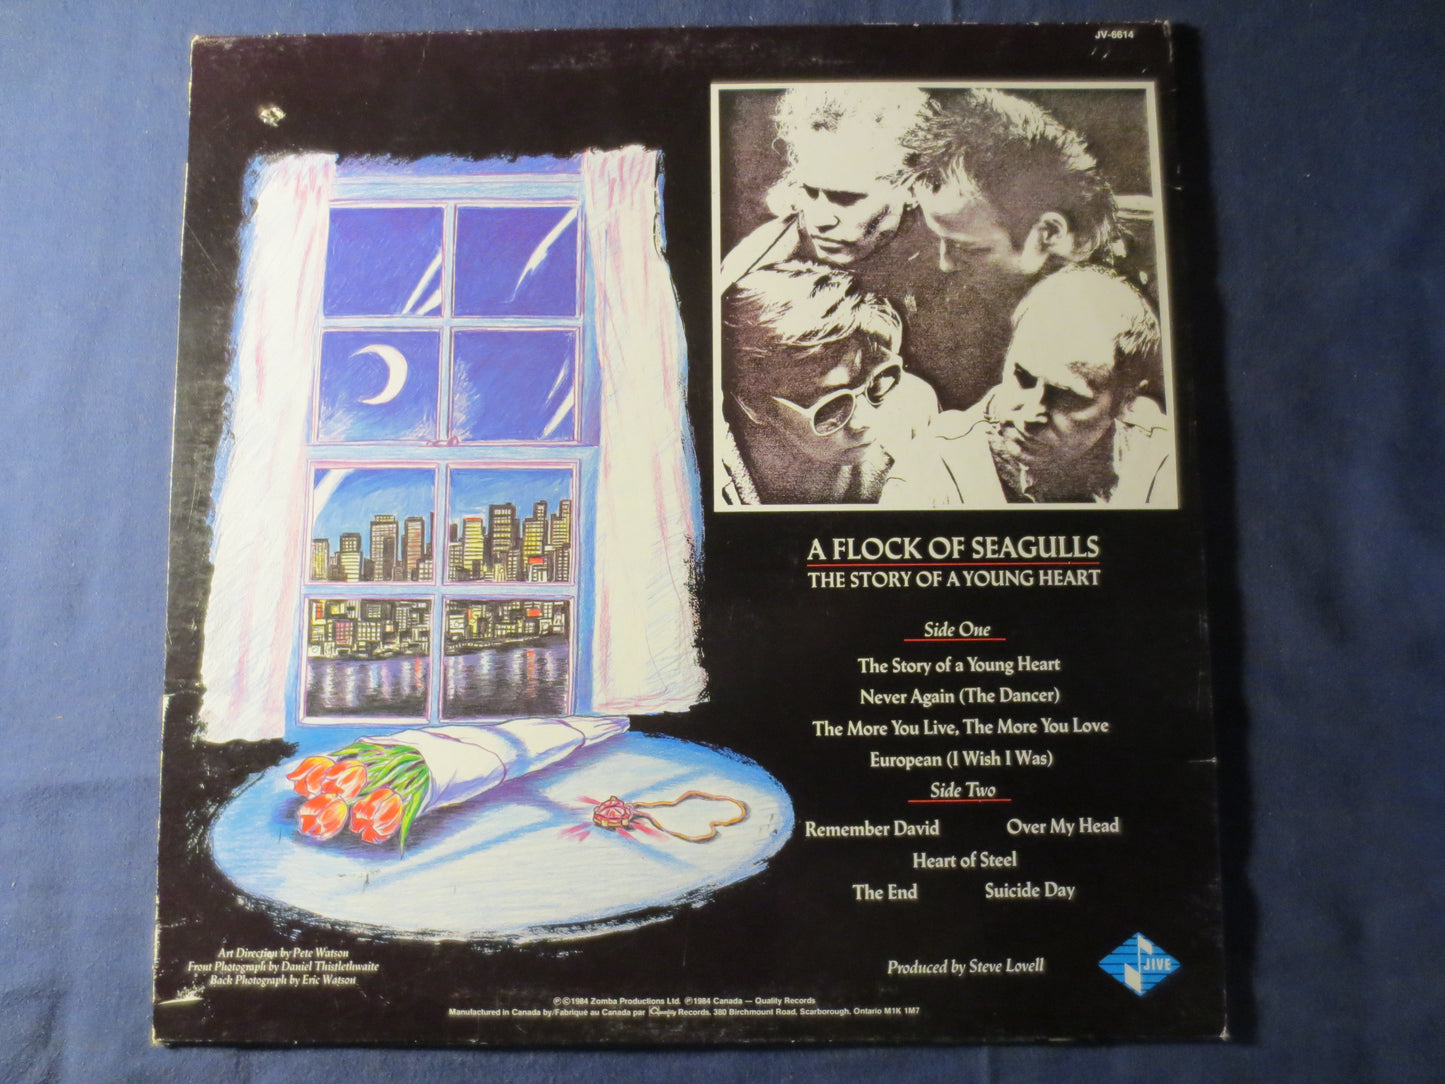 JV-6614
A FLOCK OF SEAGULLS
THE STORY OF A YOUNG HEART
Side One
The Story of a Young Heart
Never Again (The Dancer)
The More You Live, The More You Love
European (I Wish I Was)
Side Two
Remember David Over My Head
Heart of Steel
The End Suicide Day
Art Direction by Pete Watson
Front Photograph by Daniel Thistlethwaite
Back Photograph by Eric Watson
Produced by Steve Lovell
JIVE
℗©1984 Zomba Productions Ltd. ℗1984 Canada — Quality Records
Manufactured in Canada by/Fabriqué au Canada par Quality Records, 380 Birchmount Road, Scarborough, Ontario M1K 1M7